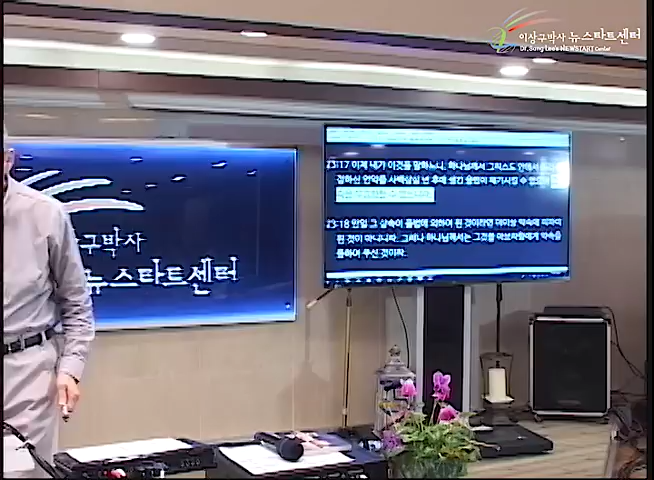 이상구박사 뉴스타트센터
Dr. Sang Lee's NEWSTART Center
구박사
뉴스타트센터
3:17 이제 내가 이것을 말하노니, 하나님께서 그리스도 안에서
정하신 언약을 사백삼십 년 후에 생긴 율법이 폐기시킬 수 없으
3:18 만일 그 상속이 율법에 의하여 된 것이라면 더이상 약속에 의하여
된 것이 아니니라. 그러나 하나님께서는 그것을 아브라함에게 약속을
통하여 주신 것이라.